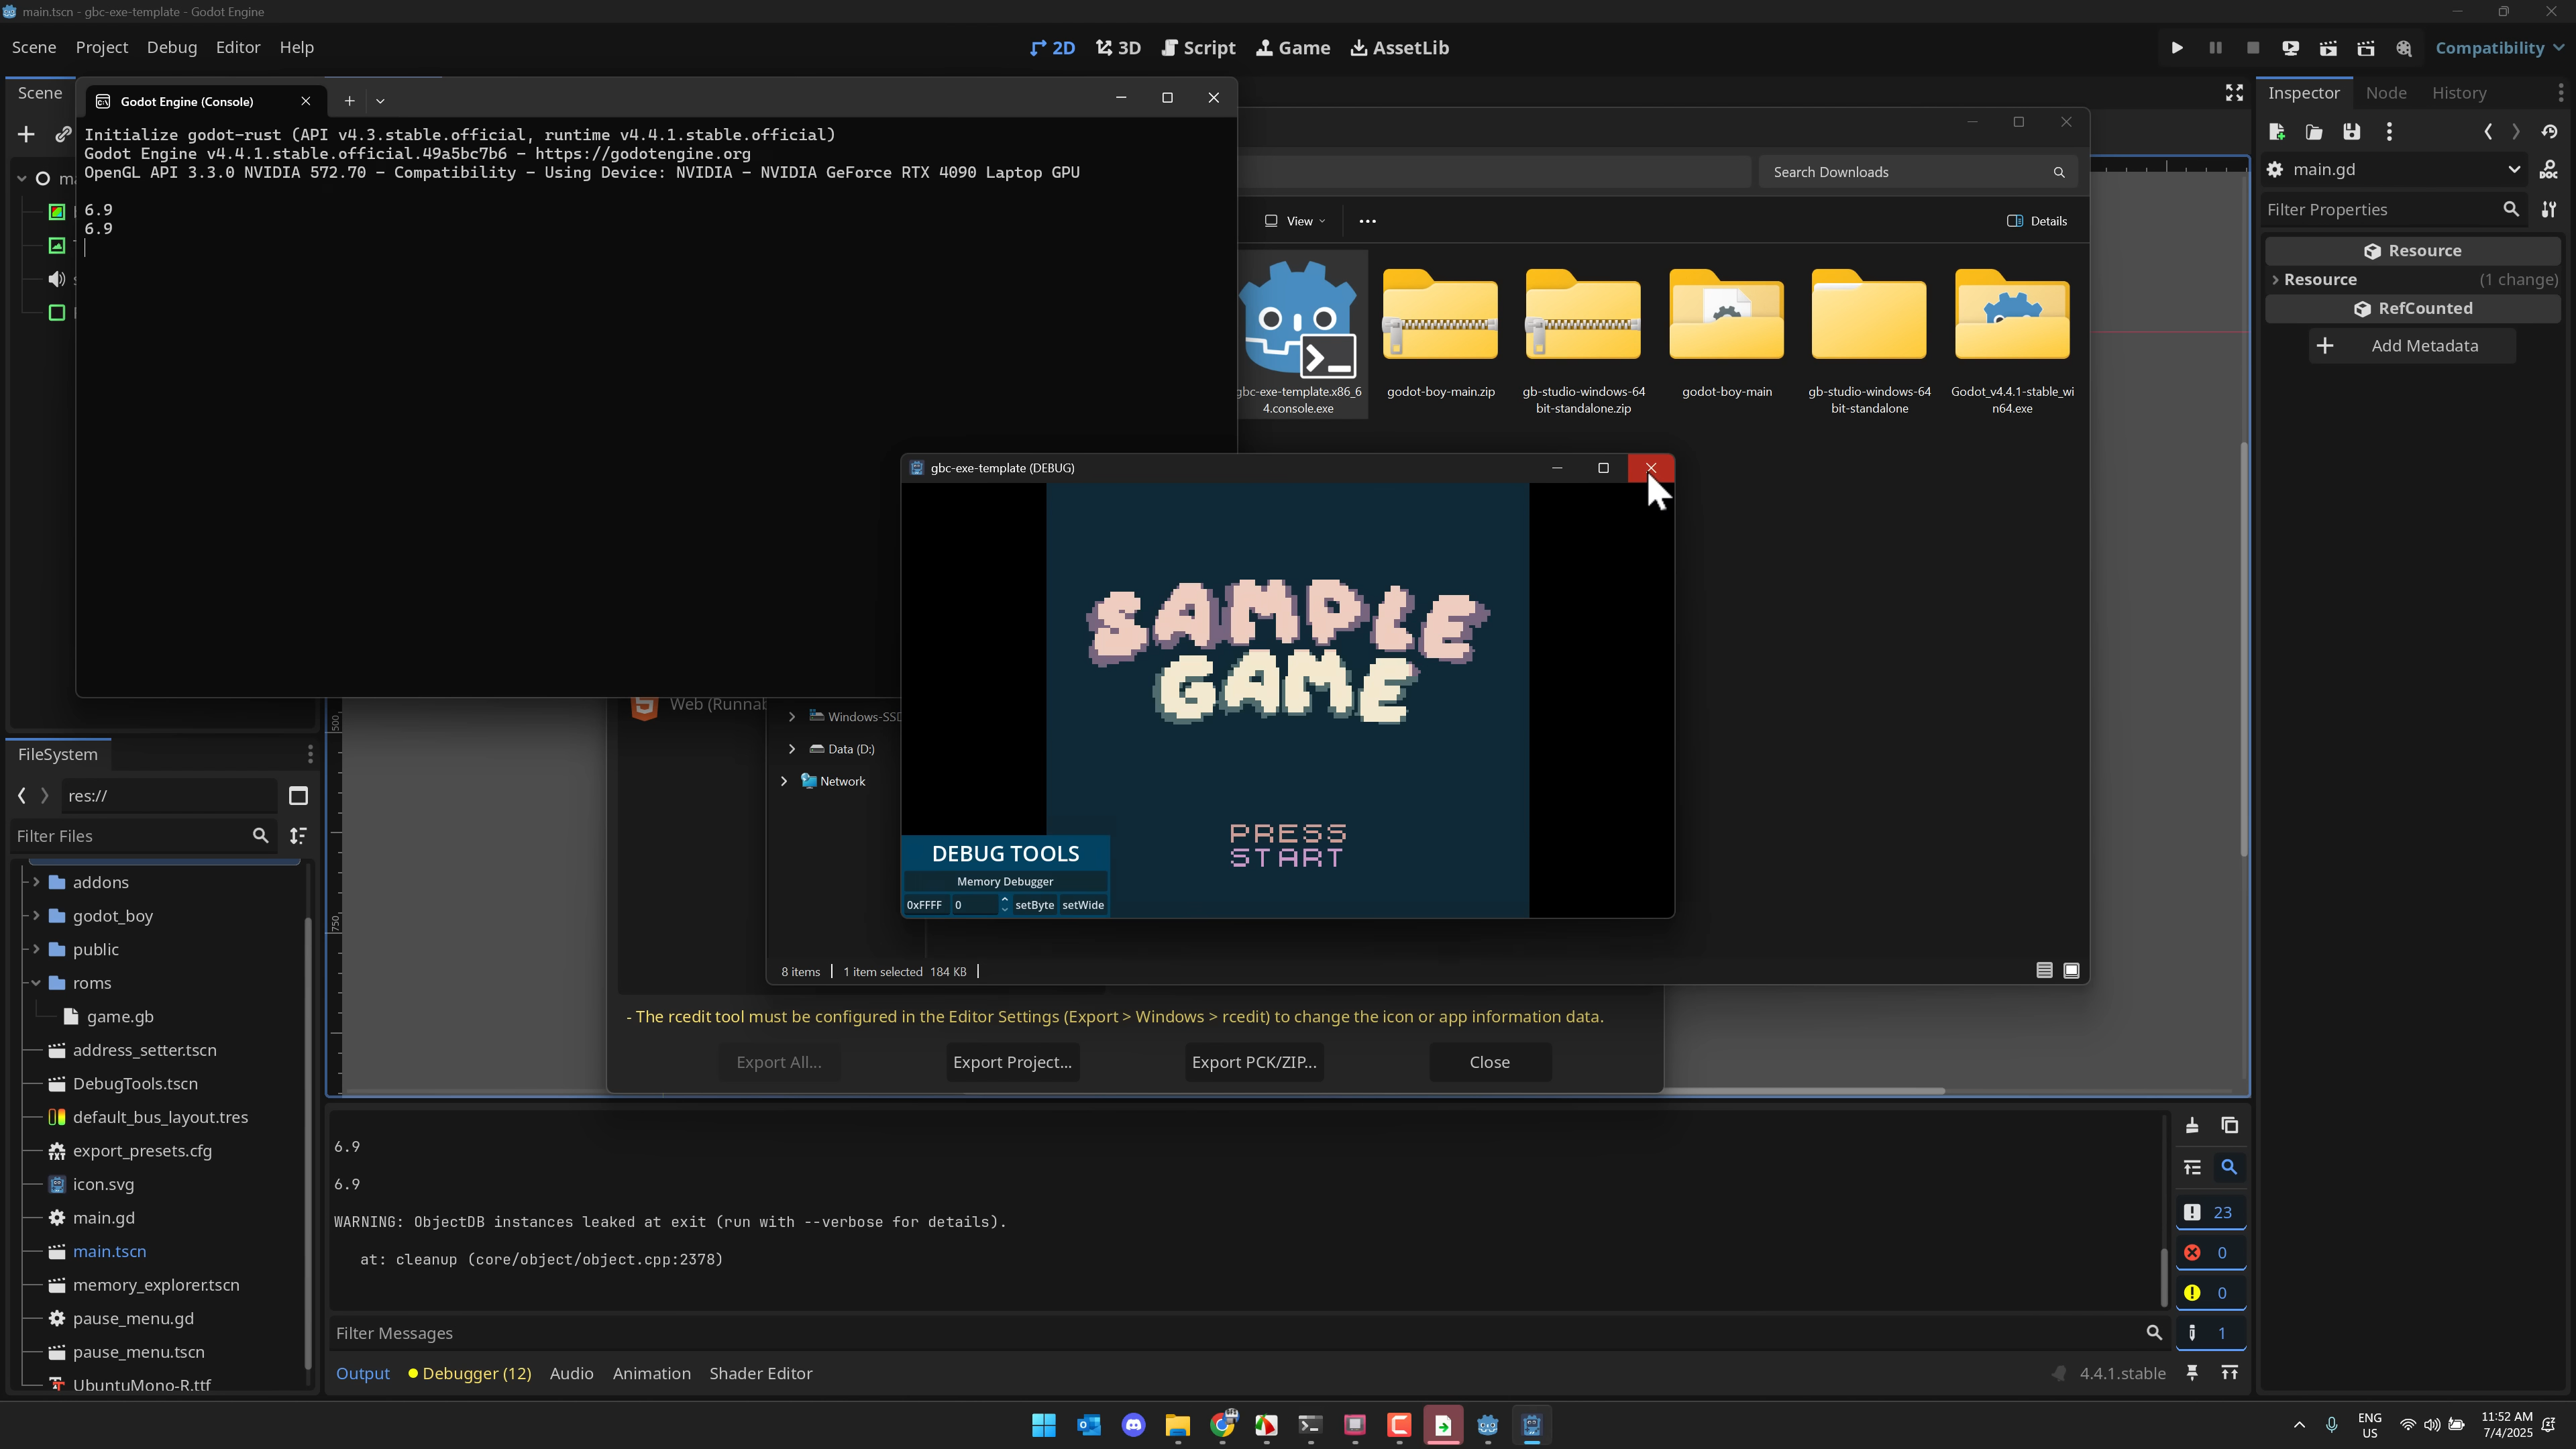 main.tscn - gbc-exe-template - Godot Engine
Scene Project Debug Editor Help
2D 3D Script Game AssetLib
Compatibility
Scene
Godot Engine (Console)
Initialize godot-rust (API v4.3.stable.official, runtime v4.4.1.stable.official)
Godot Engine v4.4.1.stable.official.49a5bc7b6 - https://godotengine.org
OpenGL API 3.3.0 NVIDIA 572.70 - Compatibility - Using Device: NVIDIA - NVIDIA GeForce RTX 4090 Laptop GPU
6.9
6.9
Search Downloads
View
Details
gbc-exe-template.x86_6
4.console.exe
godot-boy-main.zip
gb-studio-windows-64
bit-standalone.zip
godot-boy-main
gb-studio-windows-64
bit-standalone
Godot_v4.4.1-stable_wi
n64.exe
gbc-exe-template (DEBUG)
SAMPLE
GAME
PRESS
START
DEBUG TOOLS
Memory Debugger
0xFFFF 0 setByte setWide
Web (Runnab
Windows-SSD
Data (D:)
Network
8 items 1 item selected 184 KB
- The rcedit tool must be configured in the Editor Settings (Export > Windows > rcedit) to change the icon or app information data.
Export All... Export Project... Export PCK/ZIP... Close
500
750
Inspector Node History
main.gd
Filter Properties
Resource
Resource (1 change)
RefCounted
Add Metadata
FileSystem
res://
Filter Files
addons
godot_boy
public
roms
game.gb
address_setter.tscn
DebugTools.tscn
default_bus_layout.tres
export_presets.cfg
icon.svg
main.gd
main.tscn
memory_explorer.tscn
pause_menu.gd
pause_menu.tscn
UbuntuMono-R.ttf
6.9
6.9
WARNING: ObjectDB instances leaked at exit (run with --verbose for details).
at: cleanup (core/object/object.cpp:2378)
23
0
0
1
Filter Messages
Output Debugger (12) Audio Animation Shader Editor
4.4.1.stable
ENG
US
11:52 AM
7/4/2025